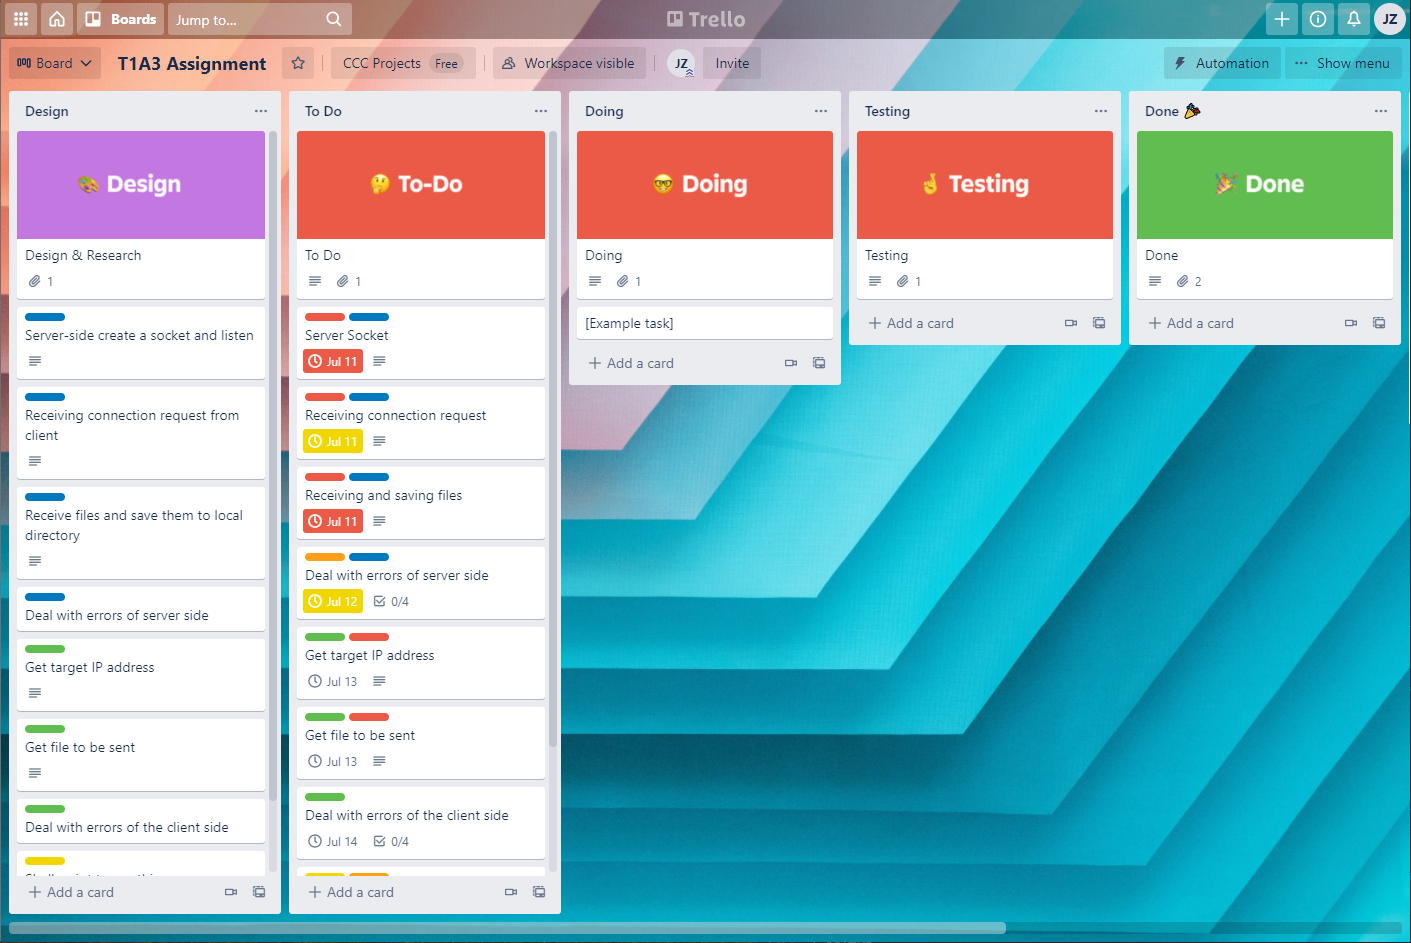 Boards
Jump to...
Trello
JZ
Board
T1A3 Assignment
CCC Projects Free
Workspace visible
JZ
Invite
Automation
... Show menu
Design
Design
Design & Research
1
Server-side create a socket and listen
Receiving connection request from
client
Receive files and save them to local
directory
Deal with errors of server side
Get target IP address
Get file to be sent
Deal with errors of the client side
+ Add a card
To Do
To-Do
To Do
1
Server Socket
Jul 11
Receiving connection request
Jul 11
Receiving and saving files
Jul 11
Deal with errors of server side
Jul 12 0/4
Get target IP address
Jul 13
Get file to be sent
Jul 13
Deal with errors of the client side
Jul 14 0/4
+ Add a card
Doing
Doing
Doing
1
[Example task]
+ Add a card
Testing
Testing
Testing
1
+ Add a card
Done
Done
Done
2
+ Add a card